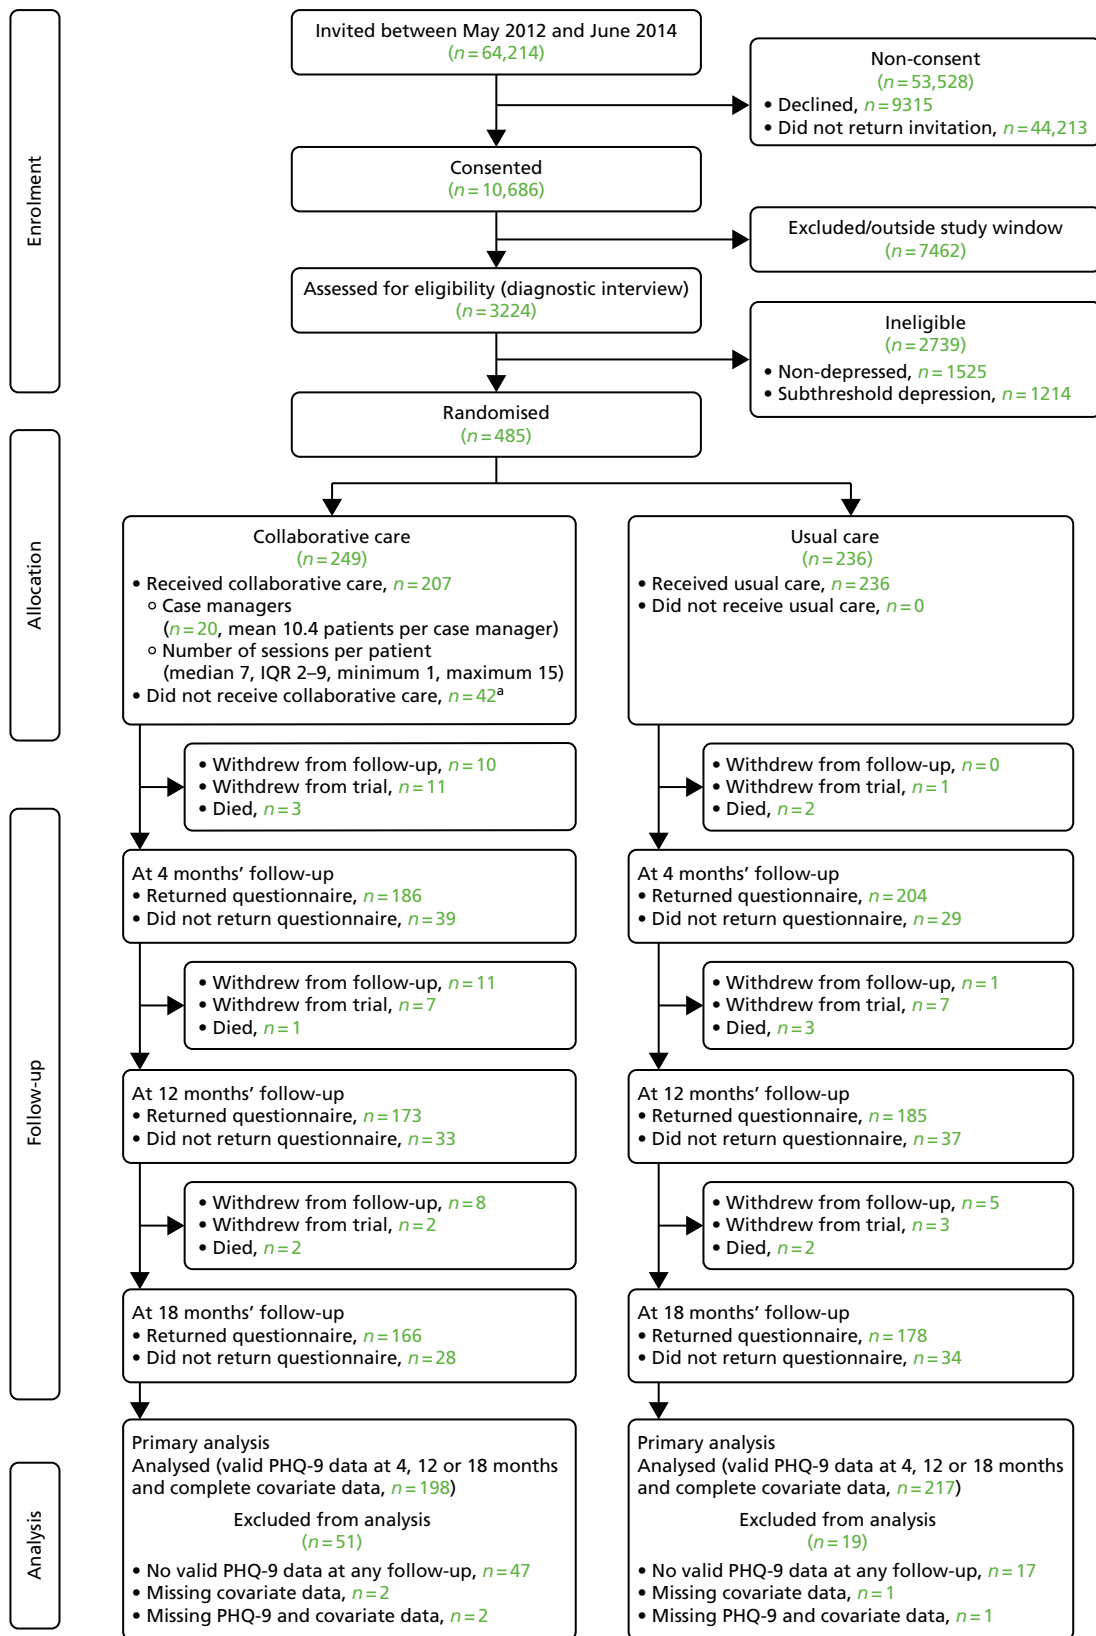 Enrolment
Invited between May 2012 and June 2014
(n = 64,214)
Non-consent
(n = 53,528)
• Declined, n = 9315
• Did not return invitation, n = 44,213
Consented
(n = 10,686)
Excluded/outside study window
(n = 7462)
Assessed for eligibility (diagnostic interview)
(n = 3224)
Ineligible
(n = 2739)
• Non-depressed, n = 1525
• Subthreshold depression, n = 1214
Randomised
(n = 485)
Allocation
Collaborative care
(n = 249)
• Received collaborative care, n = 207
Case managers
(n = 20, mean 10.4 patients per case manager)
Number of sessions per patient
(median 7, IQR 2–9, minimum 1, maximum 15)
• Did not receive collaborative care, n = 42a
Usual care
(n = 236)
• Received usual care, n = 236
• Did not receive usual care, n = 0
• Withdrew from follow-up, n = 10
• Withdrew from trial, n = 11
• Died, n = 3
• Withdrew from follow-up, n = 0
• Withdrew from trial, n = 1
• Died, n = 2
Follow-up
At 4 months’ follow-up
• Returned questionnaire, n = 186
• Did not return questionnaire, n = 39
At 4 months’ follow-up
• Returned questionnaire, n = 204
• Did not return questionnaire, n = 29
• Withdrew from follow-up, n = 11
• Withdrew from trial, n = 7
• Died, n = 1
• Withdrew from follow-up, n = 1
• Withdrew from trial, n = 7
• Died, n = 3
At 12 months’ follow-up
• Returned questionnaire, n = 173
• Did not return questionnaire, n = 33
At 12 months’ follow-up
• Returned questionnaire, n = 185
• Did not return questionnaire, n = 37
• Withdrew from follow-up, n = 8
• Withdrew from trial, n = 2
• Died, n = 2
• Withdrew from follow-up, n = 5
• Withdrew from trial, n = 3
• Died, n = 2
At 18 months’ follow-up
• Returned questionnaire, n = 166
• Did not return questionnaire, n = 28
At 18 months’ follow-up
• Returned questionnaire, n = 178
• Did not return questionnaire, n = 34
Analysis
Primary analysis
Analysed (valid PHQ-9 data at 4, 12 or 18 months
and complete covariate data, n = 198)
Excluded from analysis
(n = 51)
• No valid PHQ-9 data at any follow-up, n = 47
• Missing covariate data, n = 2
• Missing PHQ-9 and covariate data, n = 2
Primary analysis
Analysed (valid PHQ-9 data at 4, 12 or 18 months
and complete covariate data, n = 217)
Excluded from analysis
(n = 19)
• No valid PHQ-9 data at any follow-up, n = 17
• Missing covariate data, n = 1
• Missing PHQ-9 and covariate data, n = 1